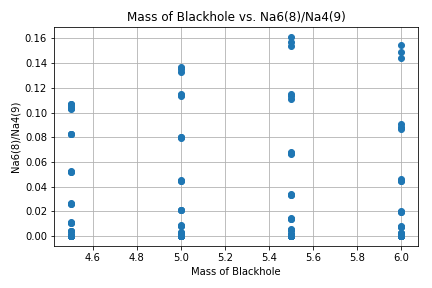 Mass of Blackhole vs. Na6(8)/Na4(9)
Na6(8)/Na4(9)
0.16
0.14
0.12
0.10
0.08
0.06
0.04
0.02
0.00
4.6 4.8 5.0 5.2 5.4 5.6 5.8 6.0
Mass of Blackhole